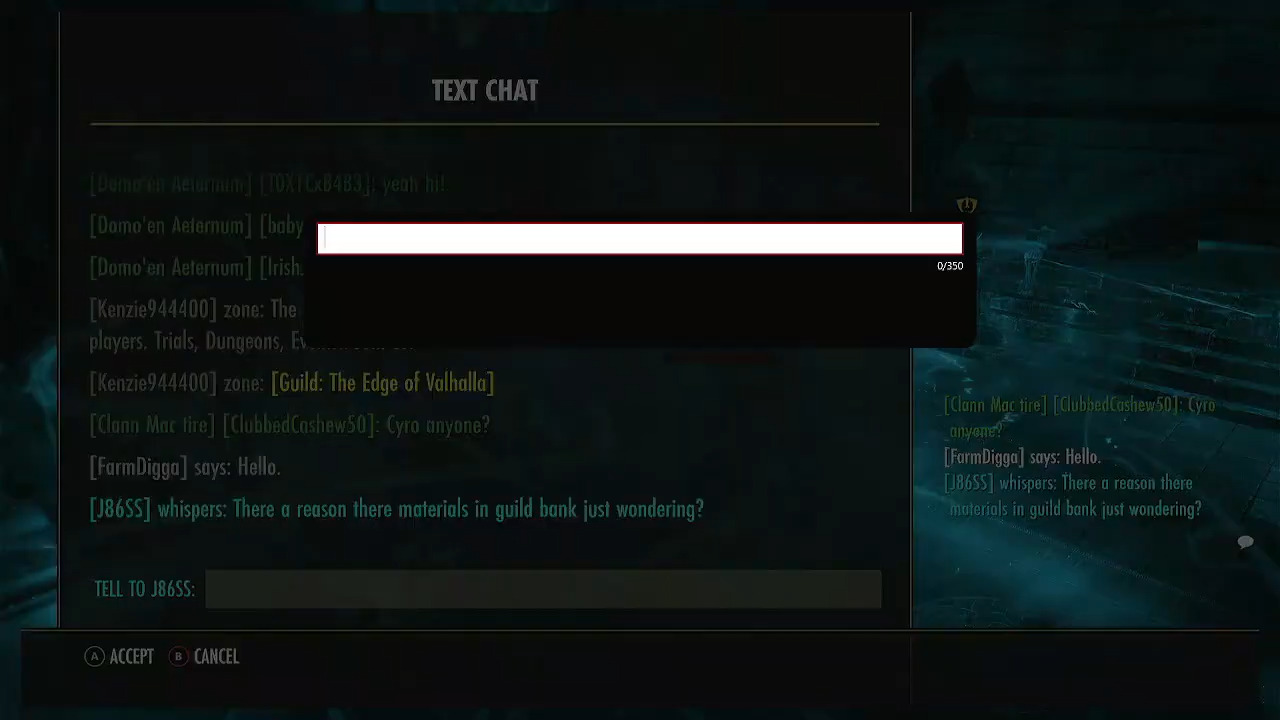 TEXT CHAT
[Domo'en Aeternum] [T0X1CxB4B3]: yeah hi!
[Domo'en Aeternum] [baby
[Domo'en Aeternum] [Irish
[Kenzie944400] zone: The
players. Trials, Dungeons,
[Kenzie944400] zone: [Guild: The Edge of Valhalla]
[Clann Mac tire] [ClubbedCashew50]: Cyro anyone?
[FarmDigga] says: Hello.
[J86SS] whispers: There a reason there materials in guild bank just wondering?
TELL TO J86SS:
A ACCEPT B CANCEL
0/350
[Clann Mac tire] [ClubbedCashew50]: Cyro
anyone?
[FarmDigga] says: Hello.
[J86SS] whispers: There a reason there
materials in guild bank just wondering?